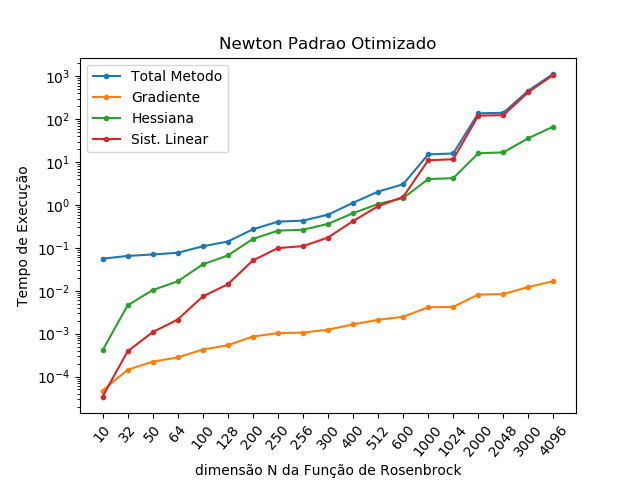 Newton Padrao Otimizado
Total Metodo
Gradiente
Hessiana
Sist. Linear
Tempo de Execução
10³
10²
10¹
10⁰
10⁻¹
10⁻²
10⁻³
10⁻⁴
10 32 50 64 100 128 200 250 256 300 400 512 600 1000 1024 2000 2048 3000 4096
dimensão N da Função de Rosenbrock